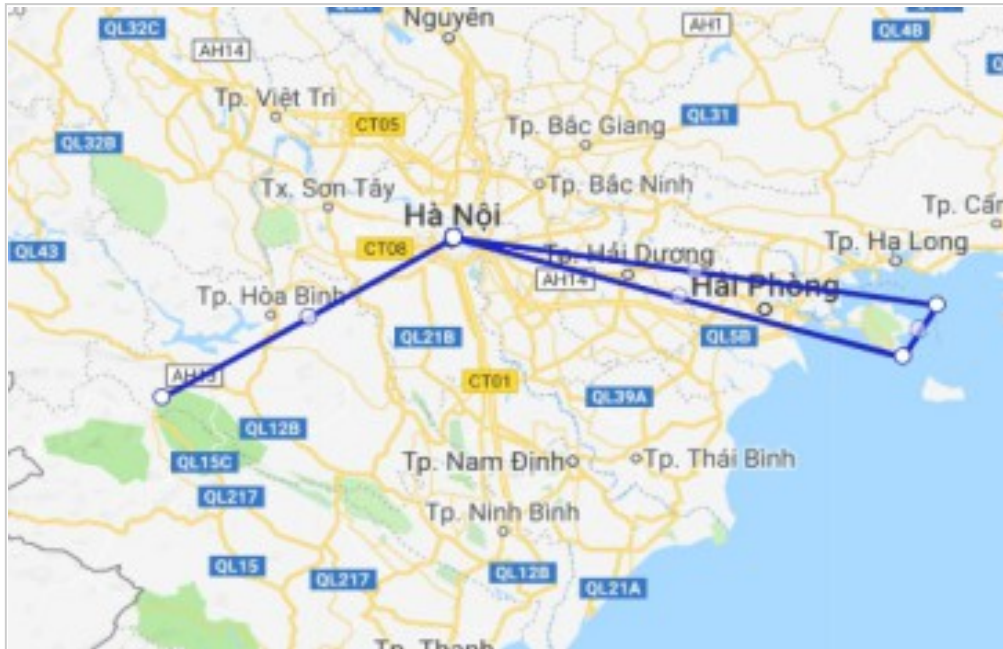 QL32C
Nguyên
AH1
QL4B
AH14
Tp. Việt Trì
CT05
QL31
Tp. Bắc Giang
QL32B
Tp. Bắc Ninh
Tx. Sơn Tây
Hà Nội
QL43
CT08
Tp. Hải Dương
Tp. Hạ Long
AH14
Tp. Hòa Bình
Hải Phòng
QL21B
QL5B
AH13
CT01
QL39A
QL12B
QL15C
Tp. Nam Định
Tp. Thái Bình
QL217
Tp. Ninh Bình
QL15
QL217
QL12B
QL21A